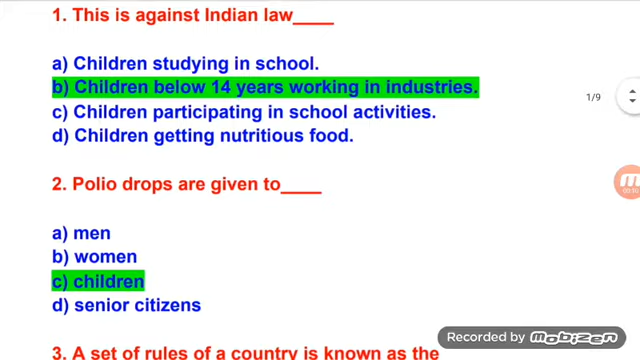 1. This is against Indian law____
a) Children studying in school.
b) Children below 14 years working in industries.
c) Children participating in school activities.
d) Children getting nutritious food.
1/9
2. Polio drops are given to____
a) men
b) women
c) children
d) senior citizens
Recorded by mobizen
3. A set of rules of a country is known as the